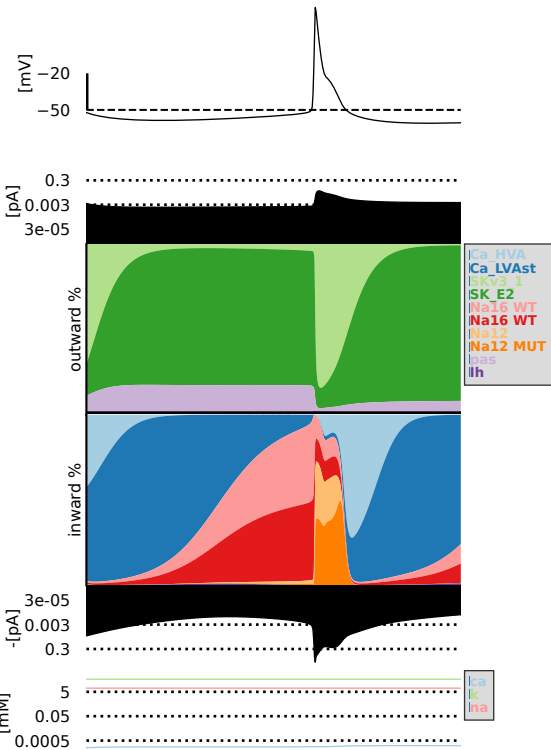 [mV]
−20
−50
[pA]
0.3
0.003
3e-05
outward %
Ca_HVA
Ca_LVAst
SKv3_1
SK_E2
Na16 WT
Na16 WT
Na12
Na12 MUT
pas
Ih
inward %
-[pA]
3e-05
0.003
0.3
[mM]
5
0.05
0.0005
ca
k
na